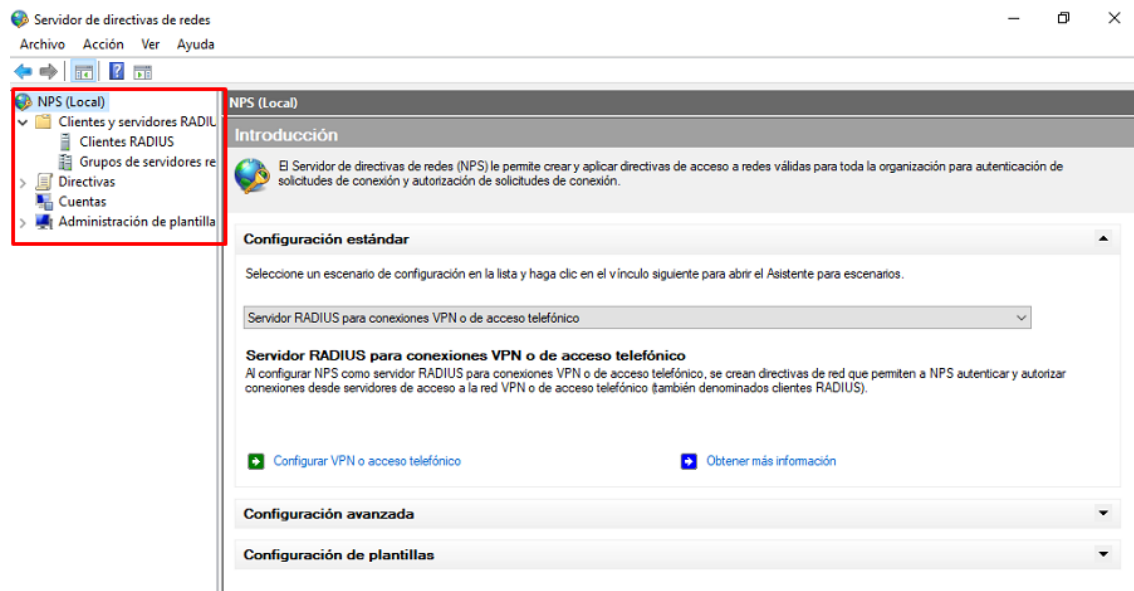 Servidor de directivas de redes
Archivo Acción Ver Ayuda
NPS (Local)
Clientes y servidores RADIU
Clientes RADIUS
Grupos de servidores re
Directivas
Cuentas
Administración de plantilla
NPS (Local)
Introducción
El Servidor de directivas de redes (NPS) le permite crear y aplicar directivas de acceso a redes válidas para toda la organización para autenticación de
solicitudes de conexión y autorización de solicitudes de conexión.
Configuración estándar
Seleccione un escenario de configuración en la lista y haga clic en el vínculo siguiente para abrir el Asistente para escenarios.
Servidor RADIUS para conexiones VPN o de acceso telefónico
Servidor RADIUS para conexiones VPN o de acceso telefónico
Al configurar NPS como servidor RADIUS para conexiones VPN o de acceso telefónico, se crean directivas de red que permiten a NPS autenticar y autorizar
conexiones desde servidores de acceso a la red VPN o de acceso telefónico (también denominados clientes RADIUS).
Configurar VPN o acceso telefónico
Obtener más información
Configuración avanzada
Configuración de plantillas